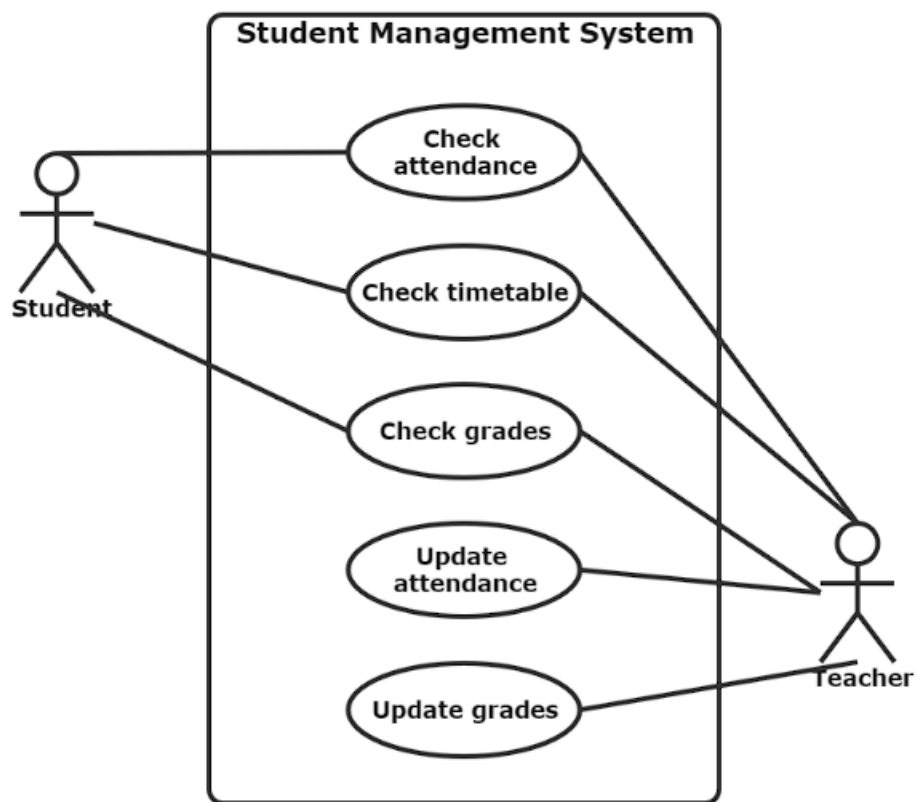 Student Management System
Check
attendance
Check timetable
Student
Check grades
Update
attendance
Teacher
Update grades